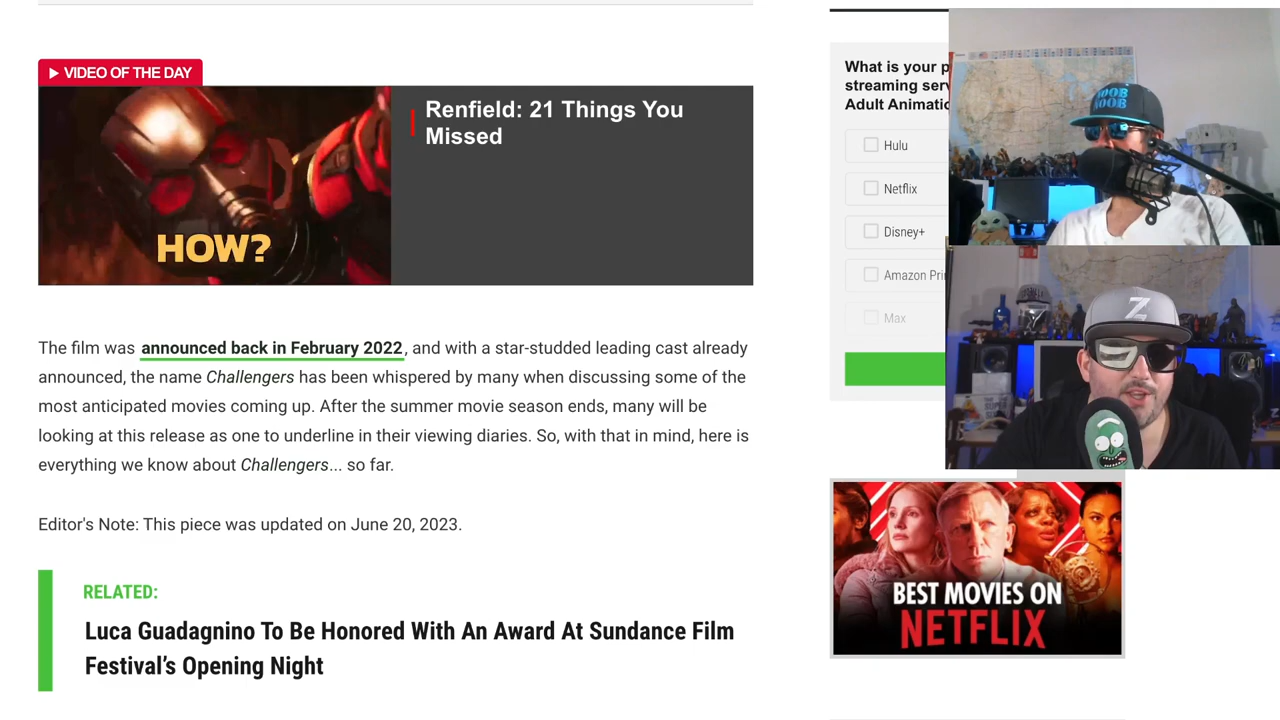 VIDEO OF THE DAY
Renfield: 21 Things You
Missed
HOW?
The film was announced back in February 2022, and with a star-studded leading cast already
announced, the name Challengers has been whispered by many when discussing some of the
most anticipated movies coming up. After the summer movie season ends, many will be
looking at this release as one to underline in their viewing diaries. So, with that in mind, here is
everything we know about Challengers... so far.
Editor's Note: This piece was updated on June 20, 2023.
RELATED:
Luca Guadagnino To Be Honored With An Award At Sundance Film
Festival's Opening Night
What is your p
streaming serv
Adult Animatio
Hulu
Netflix
Disney+
Amazon Pri
Max
NOOB
NOOB
Z
BEST MOVIES ON
NETFLIX